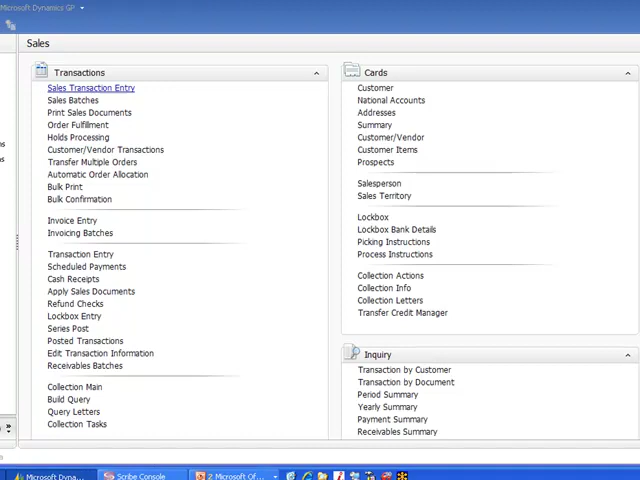 Microsoft Dynamics GP
Sales
Transactions
Sales Transaction Entry
Sales Batches
Print Sales Documents
Order Fulfillment
Holds Processing
Customer/Vendor Transactions
Transfer Multiple Orders
Automatic Order Allocation
Bulk Print
Bulk Confirmation
Invoice Entry
Invoicing Batches
Transaction Entry
Scheduled Payments
Cash Receipts
Apply Sales Documents
Refund Checks
Lockbox Entry
Series Post
Posted Transactions
Edit Transaction Information
Receivables Batches
Collection Main
Build Query
Query Letters
Collection Tasks
Cards
Customer
National Accounts
Addresses
Summary
Customer/Vendor
Customer Items
Prospects
Salesperson
Sales Territory
Lockbox
Lockbox Bank Details
Picking Instructions
Process Instructions
Collection Actions
Collection Info
Collection Letters
Transfer Credit Manager
Inquiry
Transaction by Customer
Transaction by Document
Period Summary
Yearly Summary
Payment Summary
Receivables Summary
Microsoft Dyna...
Scribe Console
2 Microsoft Of...